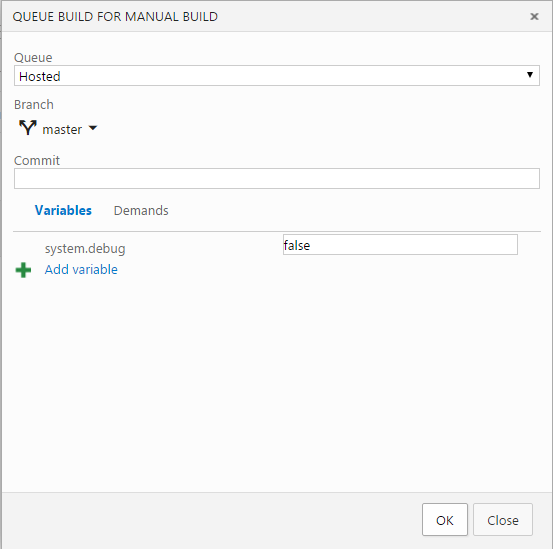 QUEUE BUILD FOR MANUAL BUILD
Queue
Hosted
Branch
master
Commit
Variables Demands
system.debug false
Add variable
OK Close